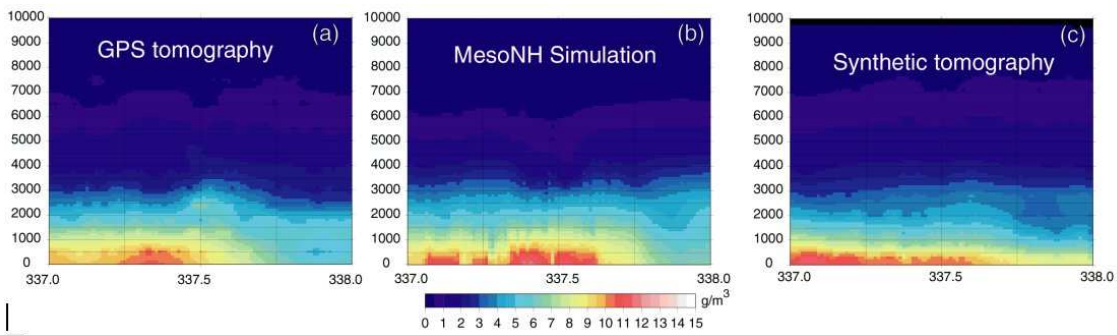 (a) (b) (c)
GPS tomography MesoNH Simulation Synthetic tomography
10000 10000 10000
9000 9000 9000
8000 8000 8000
7000 7000 7000
6000 6000 6000
5000 5000 5000
4000 4000 4000
3000 3000 3000
2000 2000 2000
1000 1000 1000
0 0 0
337.0 337.5 338.0 337.0 337.5 338.0 337.0 337.5 338.0
g/m³
0 1 2 3 4 5 6 7 8 9 10 11 12 13 14 15